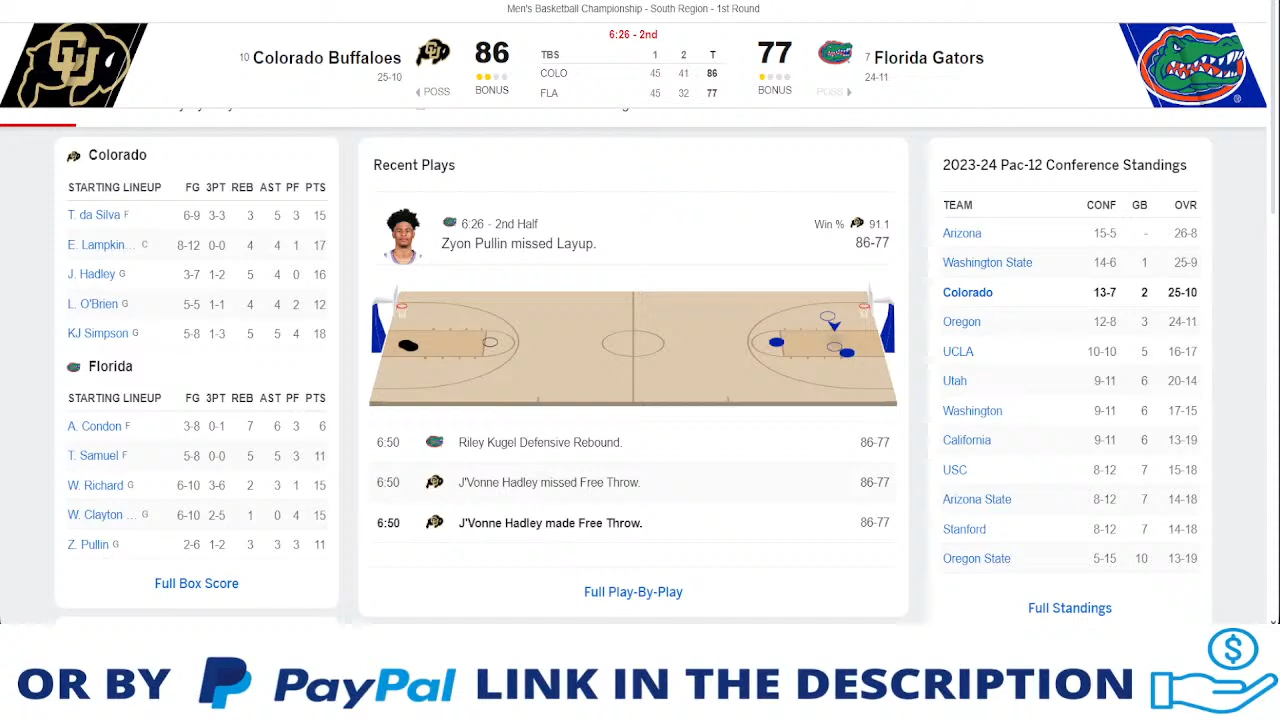 Men's Basketball Championship - South Region - 1st Round
10 Colorado Buffaloes
25-10
POSS
86
BONUS
6:26 - 2nd
TBS 1 2 T
COLO 45 41 86
FLA 45 32 77
77
BONUS
POSS
7 Florida Gators
24-11
Colorado
STARTING LINEUP FG 3PT REB AST PF PTS
T. da Silva F 6-9 3-3 3 5 3 15
E. Lampkin... C 8-12 0-0 4 4 1 17
J. Hadley G 3-7 1-2 5 4 0 16
L. O'Brien G 5-5 1-1 4 4 2 12
KJ Simpson G 5-8 1-3 5 5 4 18
Florida
STARTING LINEUP FG 3PT REB AST PF PTS
A. Condon F 3-8 0-1 7 6 3 6
T. Samuel F 5-8 0-0 5 5 3 11
W. Richard G 6-10 3-6 2 3 1 15
W. Clayton ... G 6-10 2-5 1 0 4 15
Z. Pullin G 2-6 1-2 3 3 3 11
Full Box Score
Recent Plays
6:26 - 2nd Half
Zyon Pullin missed Layup.
Win % 91.1
86-77
6:50 Riley Kugel Defensive Rebound. 86-77
6:50 J'Vonne Hadley missed Free Throw. 86-77
6:50 J'Vonne Hadley made Free Throw. 86-77
Full Play-By-Play
2023-24 Pac-12 Conference Standings
TEAM CONF GB OVR
Arizona 15-5 - 26-8
Washington State 14-6 1 25-9
Colorado 13-7 2 25-10
Oregon 12-8 3 24-11
UCLA 10-10 5 16-17
Utah 9-11 6 20-14
Washington 9-11 6 17-15
California 9-11 6 13-19
USC 8-12 7 15-18
Arizona State 8-12 7 14-18
Stanford 8-12 7 14-18
Oregon State 5-15 10 13-19
Full Standings
OR BY PayPal LINK IN THE DESCRIPTION